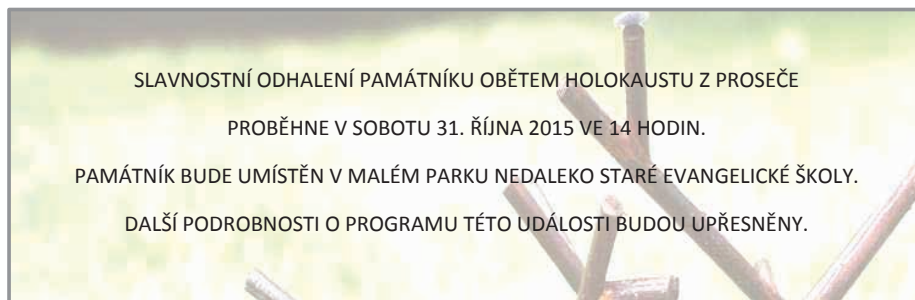 SLAVNOSTNÍ ODHALENÍ PAMÁTNÍKU OBĚTEM HOLOKAUSTU Z PROSEČE
PROBĚHNE V SOBOTU 31. ŘÍJNA 2015 VE 14 HODIN.
PAMÁTNÍK BUDE UMÍSTĚN V MALÉM PARKU NEDALEKO STARÉ EVANGELICKÉ ŠKOLY.
DALŠÍ PODROBNOSTI O PROGRAMU TÉTO UDÁLOSTI BUDOU UPŘESNĚNY.